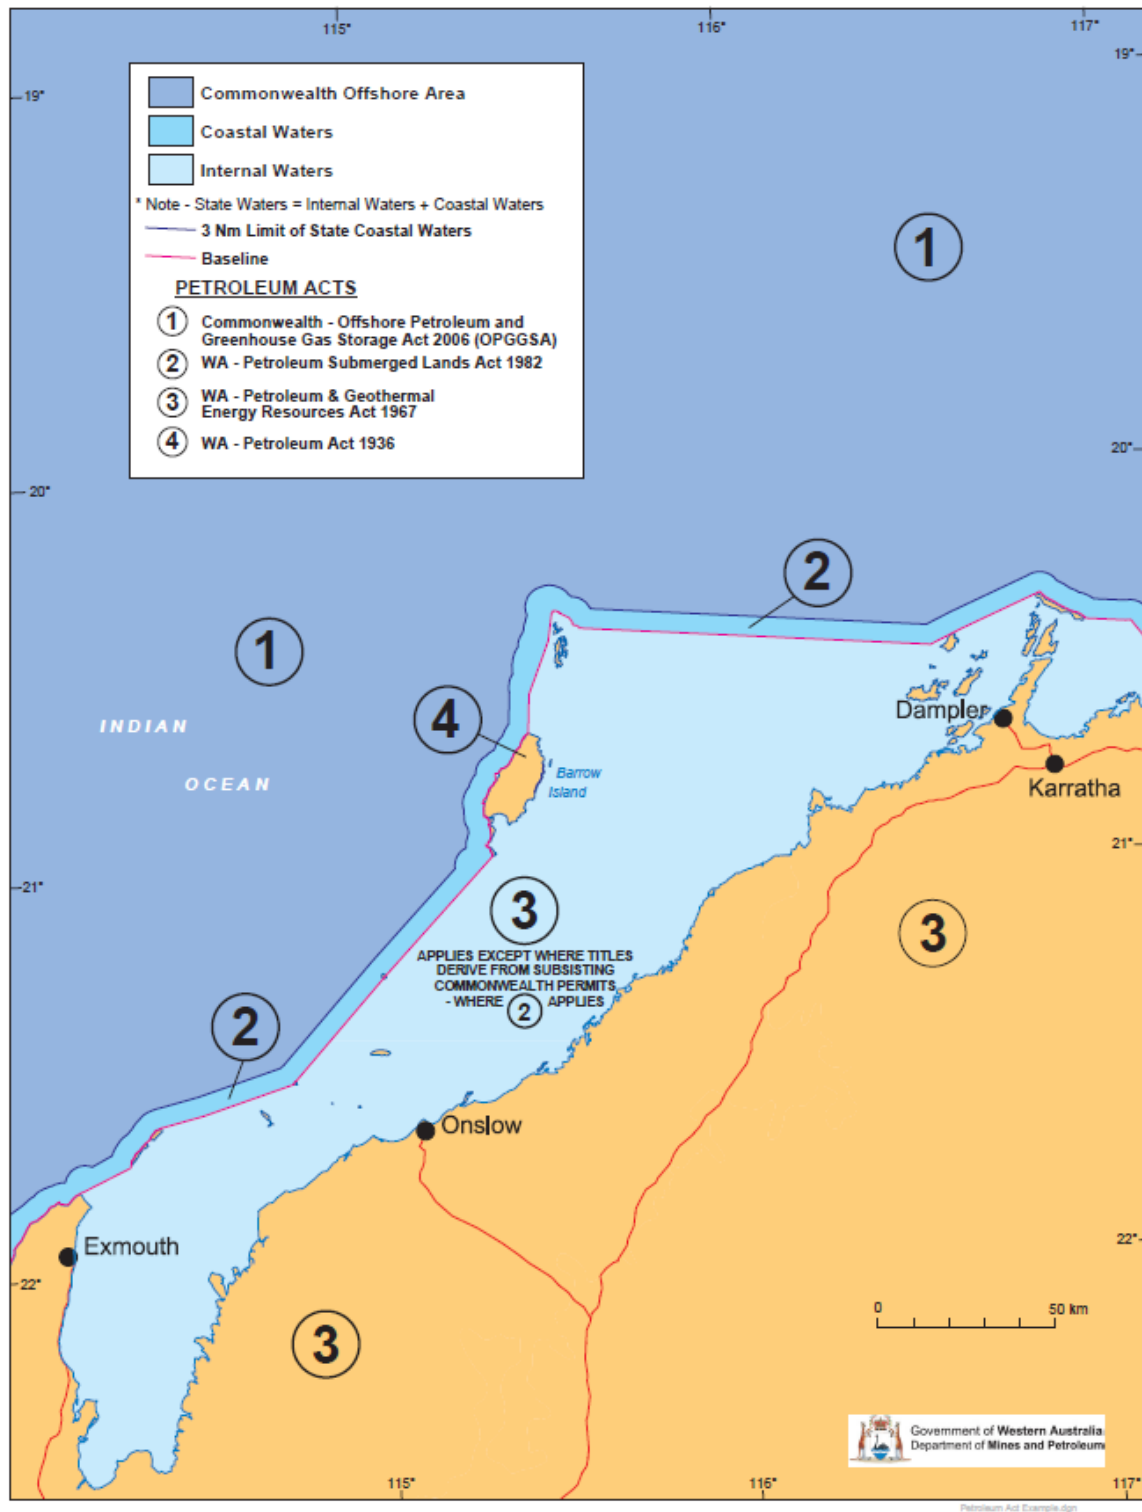 115°
116°
117°
19°
19°
Commonwealth Offshore Area
Coastal Waters
Internal Waters
* Note - State Waters = Internal Waters + Coastal Waters
3 Nm Limit of State Coastal Waters
Baseline
PETROLEUM ACTS
1 Commonwealth - Offshore Petroleum and
Greenhouse Gas Storage Act 2006 (OPGGSA)
2 WA - Petroleum Submerged Lands Act 1982
3 WA - Petroleum & Geothermal
Energy Resources Act 1967
4 WA - Petroleum Act 1936
1
20°
20°
2
1
4
INDIAN
OCEAN
Barrow
Island
Dampier
Karratha
21°
21°
3
APPLIES EXCEPT WHERE TITLES
DERIVE FROM SUBSISTING
COMMONWEALTH PERMITS
- WHERE 2 APPLIES
3
2
Onslow
Exmouth
22°
22°
0 50 km
3
Government of Western Australia
Department of Mines and Petroleum
115°
116°
117°
Petroleum Act Example.dgn